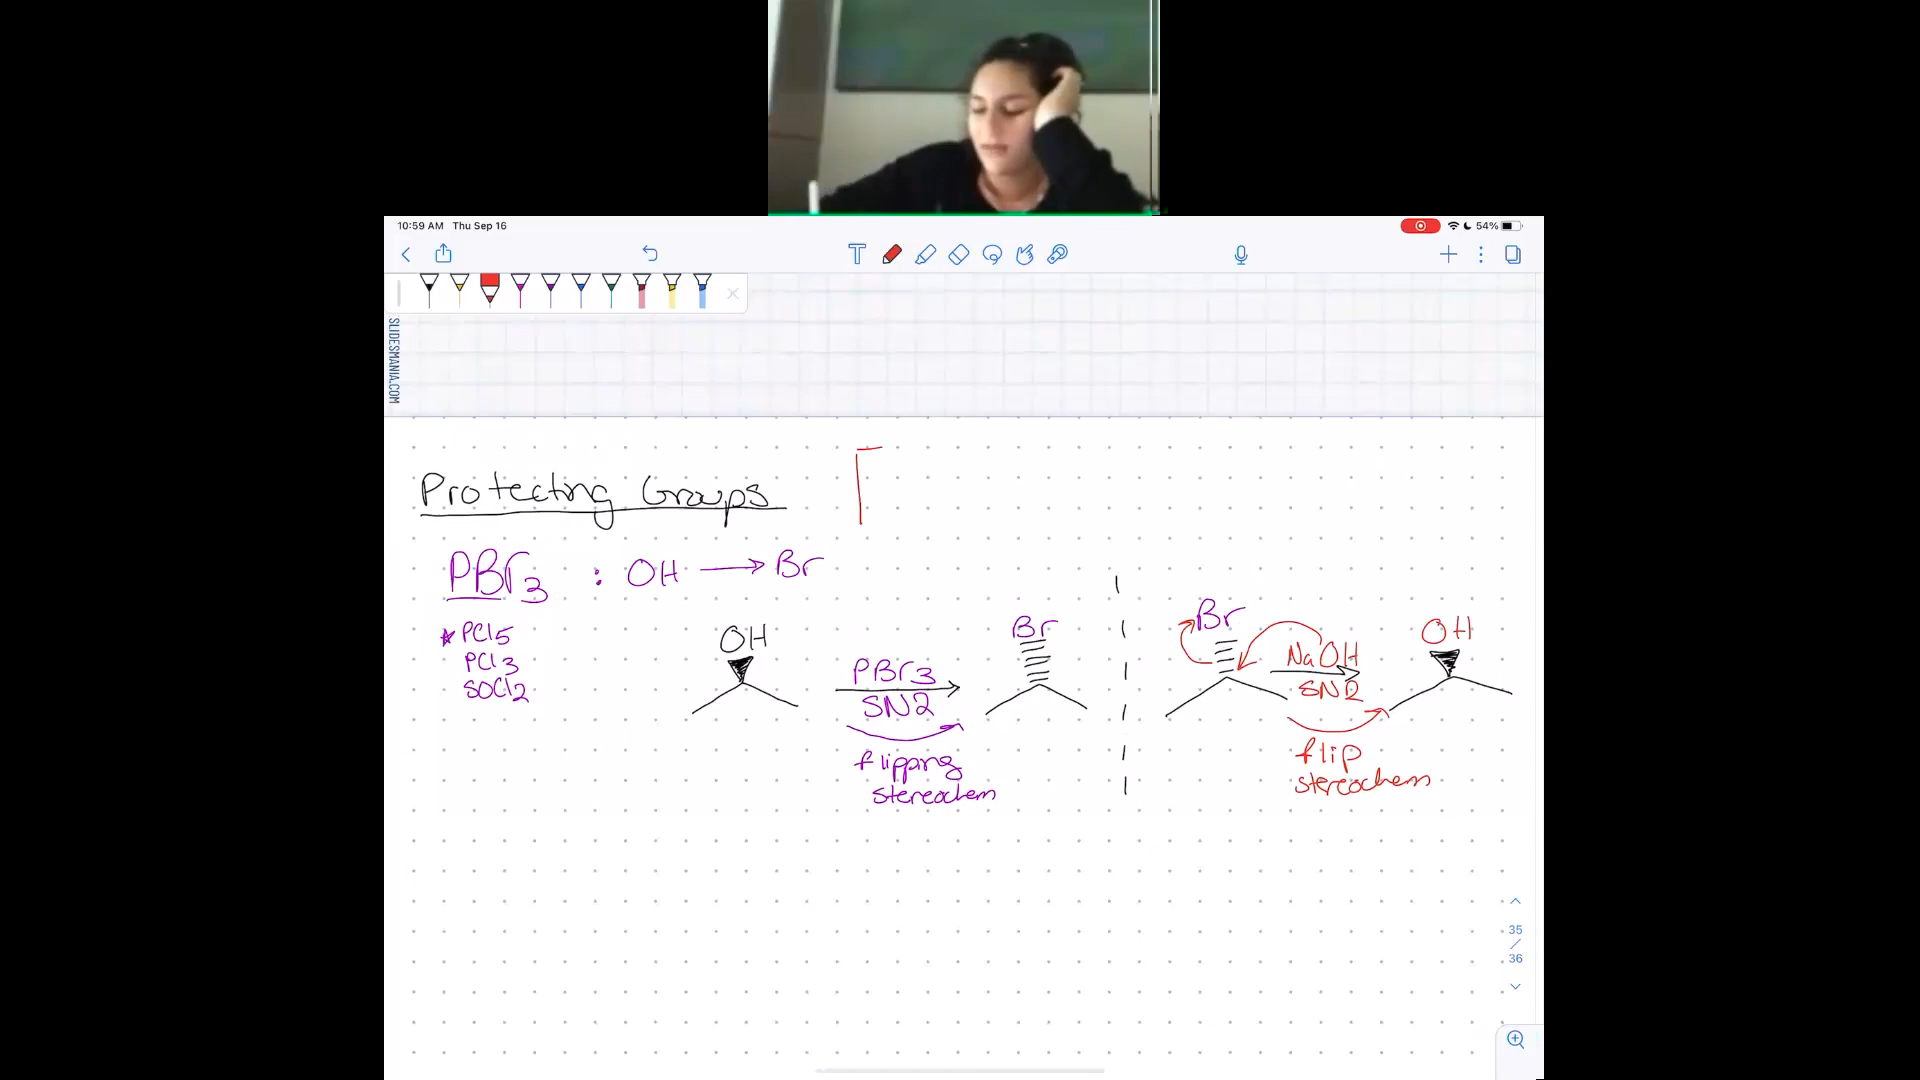 10:59 AM Thu Sep 16
54%
T
SLIDESMANIA.COM
Protecting Groups
PBr3 : OH → Br
* PCl5
PCl3
SOCl2
OH
PBr3
SN2
flipping
stereochem
Br
Br
NaOH
SN2
flip
stereochem
OH
35
/
36